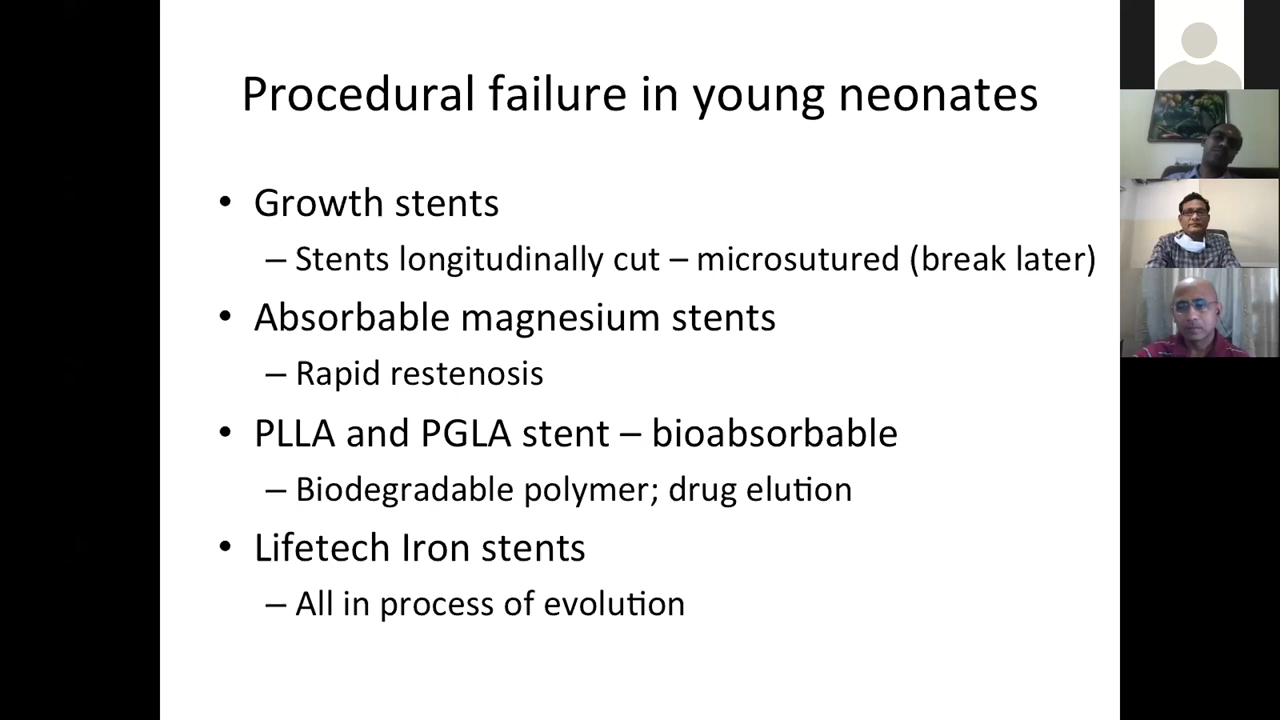 Procedural failure in young neonates
• Growth stents
– Stents longitudinally cut – microsutured (break later)
• Absorbable magnesium stents
– Rapid restenosis
• PLLA and PGLA stent – bioabsorbable
– Biodegradable polymer; drug elution
• Lifetech Iron stents
– All in process of evolution